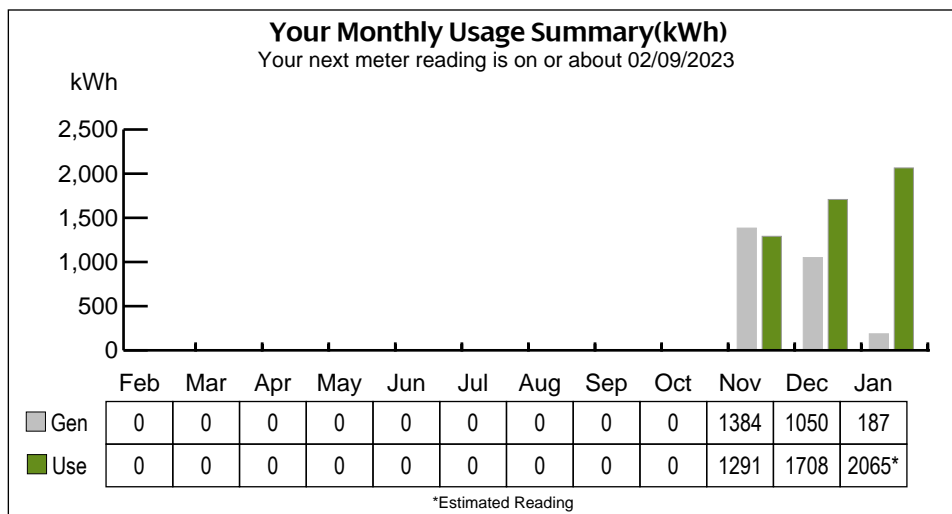 Your Monthly Usage Summary(kWh)
Your next meter reading is on or about 02/09/2023
kWh
2,500
2,000
1,500
1,000
500
0
Feb Mar Apr May Jun Jul Aug Sep Oct Nov Dec Jan
Gen 0 0 0 0 0 0 0 0 0 1384 1050 187
Use 0 0 0 0 0 0 0 0 0 1291 1708 2065*
*Estimated Reading